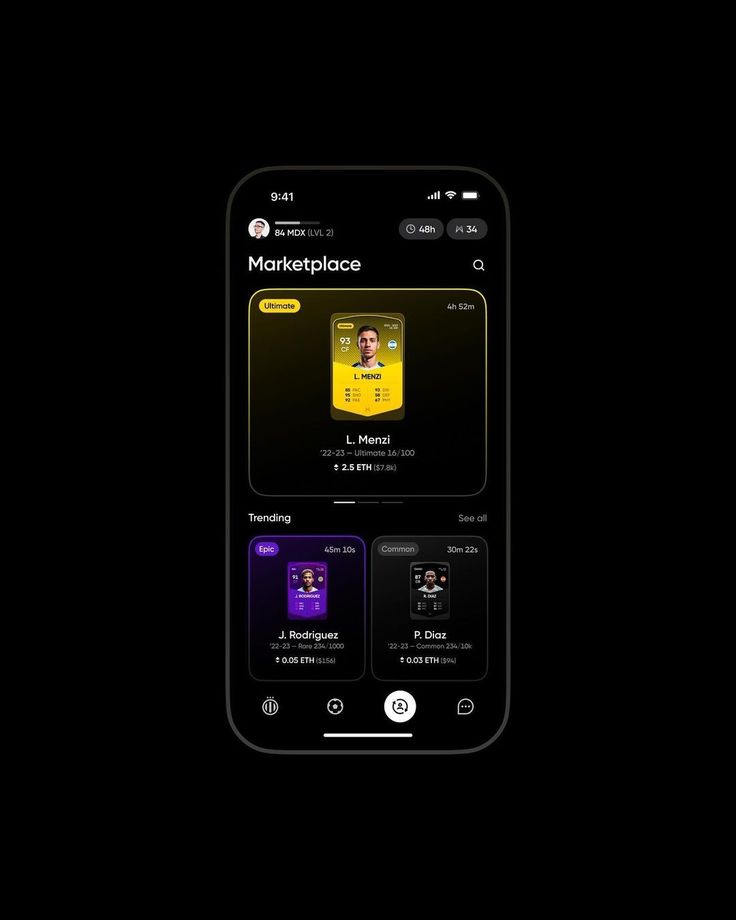 9:41
84 MDX (LVL 2)
48h
34
Marketplace
Ultimate
4h 52m
93
CF
L. MENZI
85 PAC 93 DRI
95 SHO 58 DEF
92 PAS 67 PHY
L. Menzi
'22-23 — Ultimate 16/100
2.5 ETH ($7.8k)
Trending
See all
Epic
45m 10s
91
J. RODRIGUEZ
J. Rodriguez
'22-23 — Rare 234/1000
0.05 ETH ($156)
Common
30m 22s
87
CB
R. DIAZ
P. Diaz
'22-23 — Common 234/10k
0.03 ETH ($94)